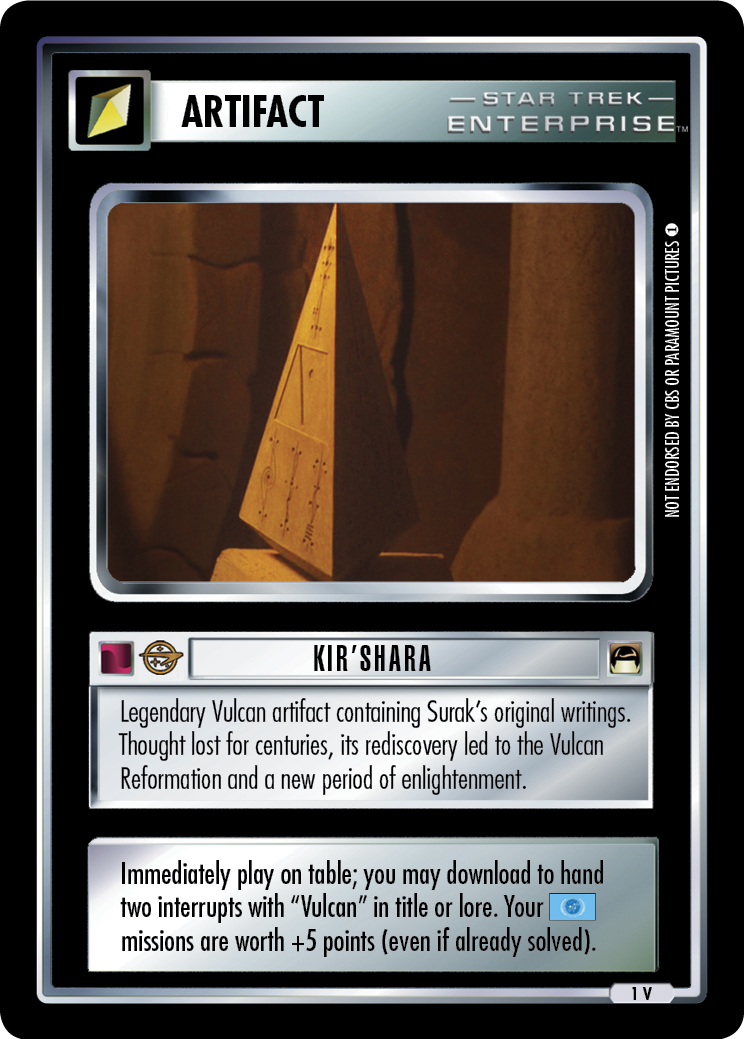 ARTIFACT
STAR TREK
ENTERPRISE™
NOT ENDORSED BY CBS OR PARAMOUNT PICTURES 1
KIR'SHARA
Legendary Vulcan artifact containing Surak's original writings.
Thought lost for centuries, its rediscovery led to the Vulcan
Reformation and a new period of enlightenment.
Immediately play on table; you may download to hand
two interrupts with “Vulcan” in title or lore. Your
missions are worth +5 points (even if already solved).
1 V